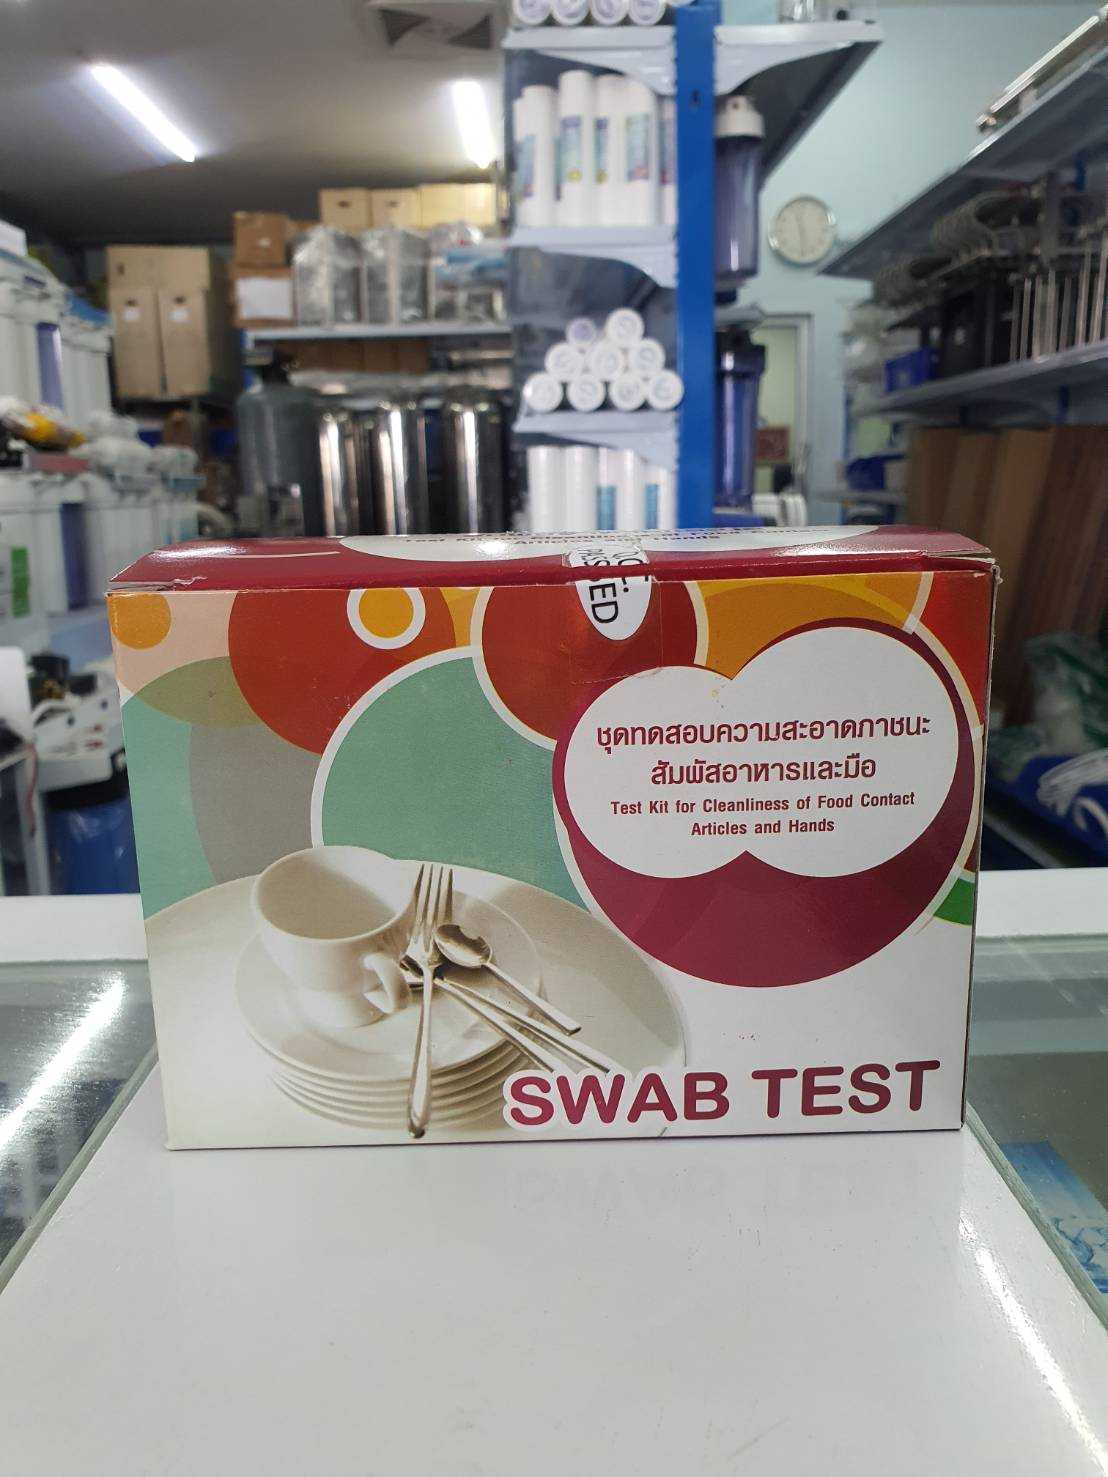 Q.C.
PASSED
ชุดทดสอบความสะอาดภาชนะ
สัมผัสอาหารและมือ
Test Kit for Cleanliness of Food Contact
Articles and Hands
SWAB TEST